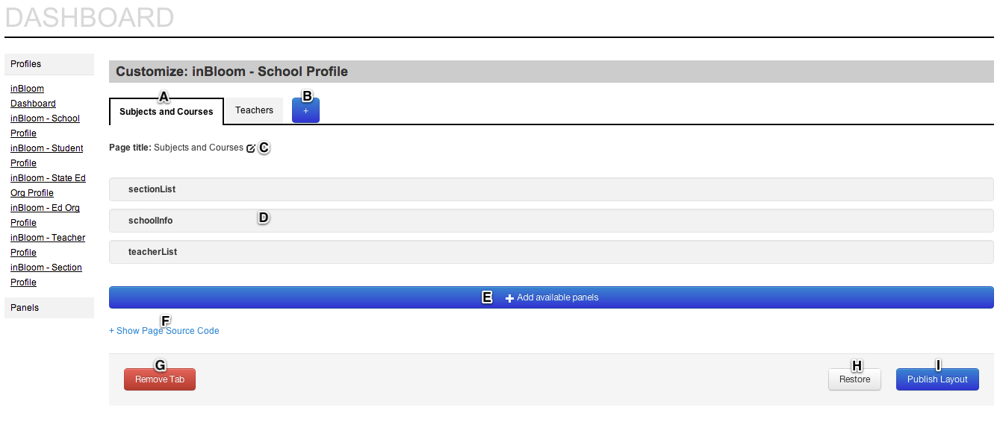 DASHBOARD
Profiles
inBloom
Dashboard
inBloom - School
Profile
inBloom - Student
Profile
inBloom - State Ed
Org Profile
inBloom - Ed Org
Profile
inBloom - Teacher
Profile
inBloom - Section
Profile
Panels
Customize: inBloom - School Profile
A
B
Subjects and Courses
Teachers
+
Page title: Subjects and Courses C
sectionList
schoolInfo
D
teacherList
E + Add available panels
F
+ Show Page Source Code
G
H
I
Remove Tab
Restore
Publish Layout